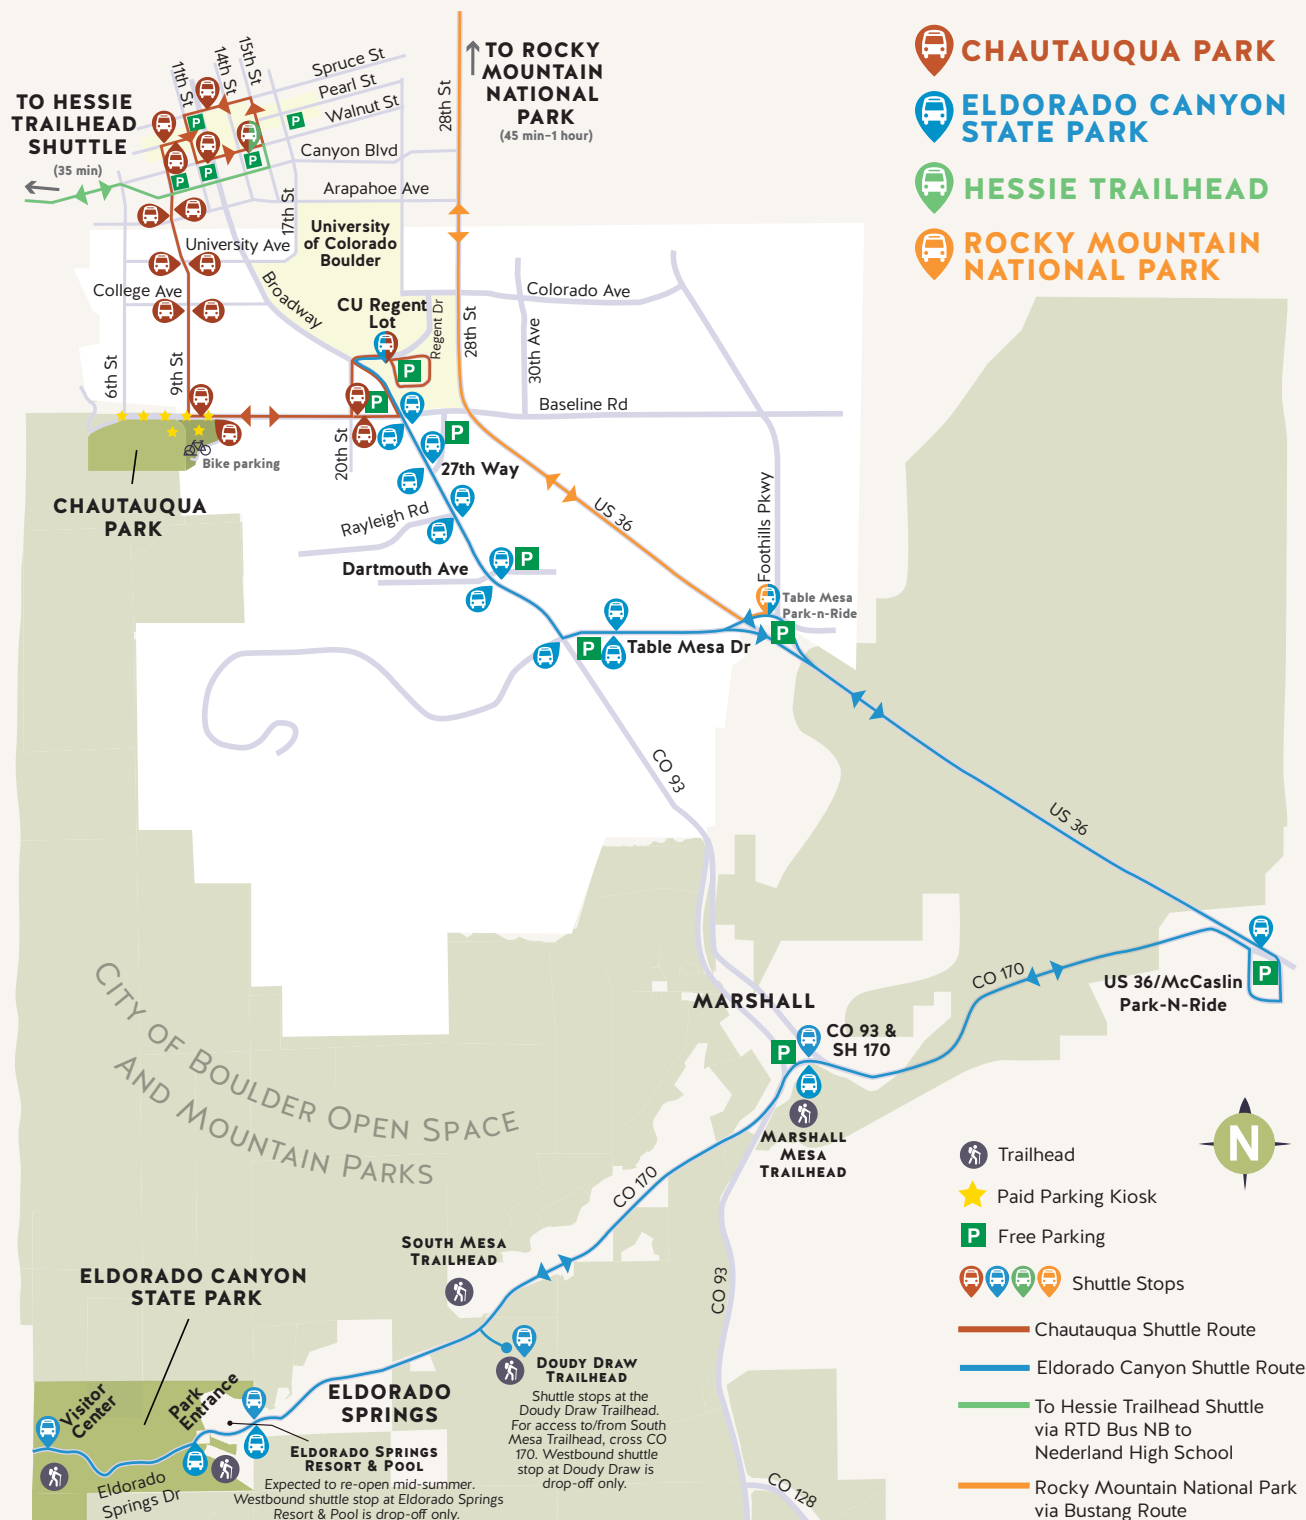 CHAUTAUQUA PARK
ELDORADO CANYON
STATE PARK
HESSIE TRAILHEAD
ROCKY MOUNTAIN
NATIONAL PARK
TO ROCKY
MOUNTAIN
NATIONAL
PARK
(45 min–1 hour)
TO HESSIE
TRAILHEAD
SHUTTLE
(35 min)
11th St
14th St
15th St
Spruce St
Pearl St
Walnut St
Canyon Blvd
Arapahoe Ave
17th St
28th St
P
P
P
P
P
University Ave
University
of Colorado
Boulder
College Ave
Broadway
CU Regent
Lot
Regent Dr
28th St
Colorado Ave
30th Ave
6th St
9th St
P
P
Baseline Rd
20th St
P
Bike parking
CHAUTAUQUA
PARK
27th Way
US 36
Rayleigh Rd
Foothills Pkwy
Dartmouth Ave
P
Table Mesa
Park-n-Ride
P
P
Table Mesa Dr
CO 93
US 36
CO 170
US 36/McCaslin
Park-N-Ride
P
MARSHALL
CO 93 &
SH 170
P
MARSHALL
MESA
TRAILHEAD
CITY OF BOULDER OPEN SPACE
AND MOUNTAIN PARKS
CO 170
SOUTH MESA
TRAILHEAD
CO 93
ELDORADO CANYON
STATE PARK
DOUDY DRAW
TRAILHEAD
Shuttle stops at the
Doudy Draw Trailhead.
For access to/from South
Mesa Trailhead, cross CO
170. Westbound shuttle
stop at Doudy Draw is
drop-off only.
Visitor
Center
Park
Entrance
ELDORADO
SPRINGS
ELDORADO SPRINGS
RESORT & POOL
Expected to re-open mid-summer.
Westbound shuttle stop at Eldorado Springs
Resort & Pool is drop-off only.
Eldorado
Springs Dr
CO 128
N
Trailhead
Paid Parking Kiosk
P Free Parking
Shuttle Stops
Chautauqua Shuttle Route
Eldorado Canyon Shuttle Route
To Hessie Trailhead Shuttle
via RTD Bus NB to
Nederland High School
Rocky Mountain National Park
via Bustang Route